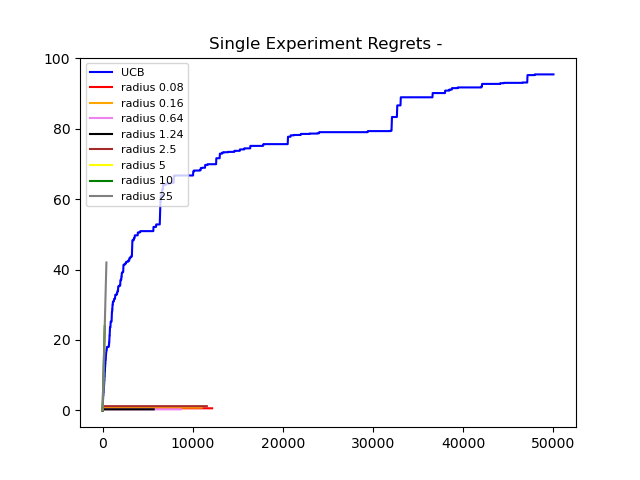 Single Experiment Regrets -
100
80
60
40
20
0
UCB
radius 0.08
radius 0.16
radius 0.64
radius 1.24
radius 2.5
radius 5
radius 10
radius 25
0 10000 20000 30000 40000 50000